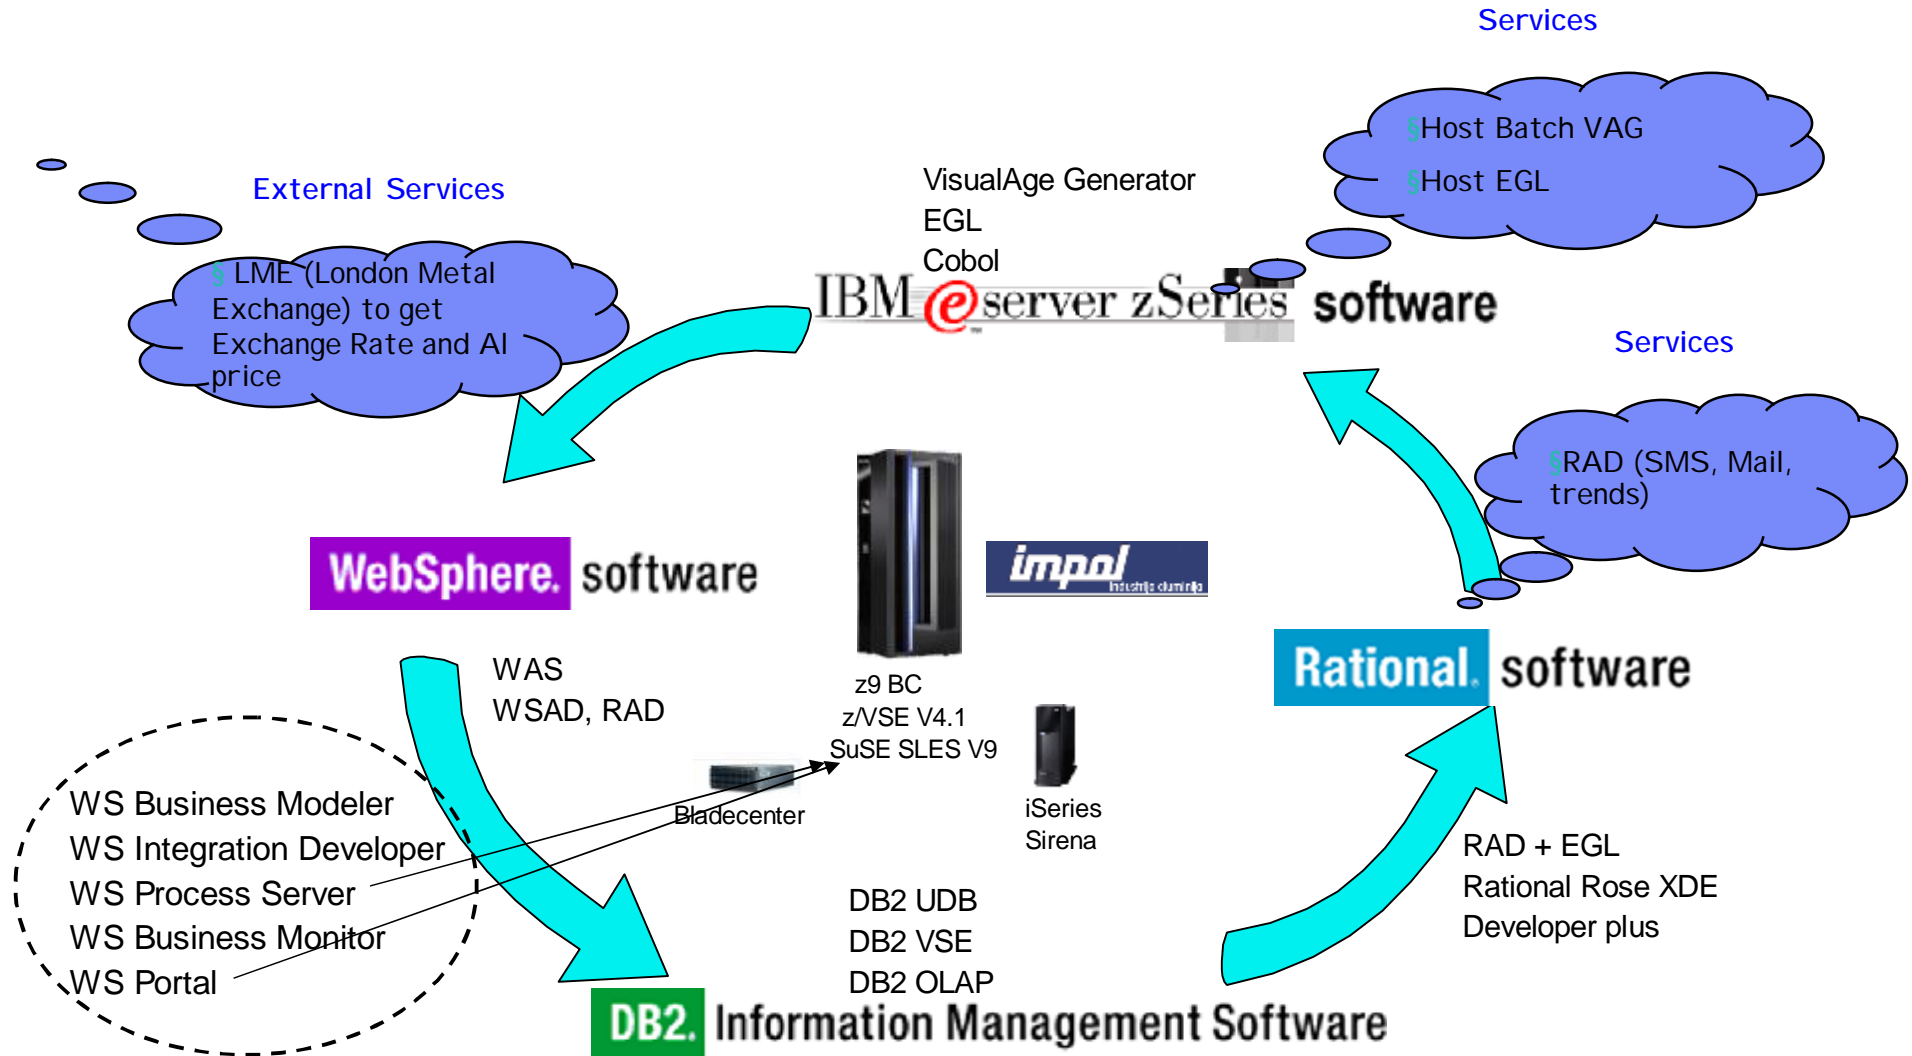 Services
§Host Batch VAG
§Host EGL
External Services
§ LME (London Metal
Exchange) to get
Exchange Rate and Al
price
VisualAge Generator
EGL
Cobol
IBM eserver zSeries software
™
Services
§RAD (SMS, Mail,
trends)
WebSphere. software
impol
industrija aluminija
Rational. software
WAS
WSAD, RAD
z9 BC
z/VSE V4.1
SuSE SLES V9
Bladecenter
iSeries
Sirena
WS Business Modeler
WS Integration Developer
WS Process Server
WS Business Monitor
WS Portal
RAD + EGL
Rational Rose XDE
Developer plus
DB2 UDB
DB2 VSE
DB2 OLAP
DB2. Information Management Software